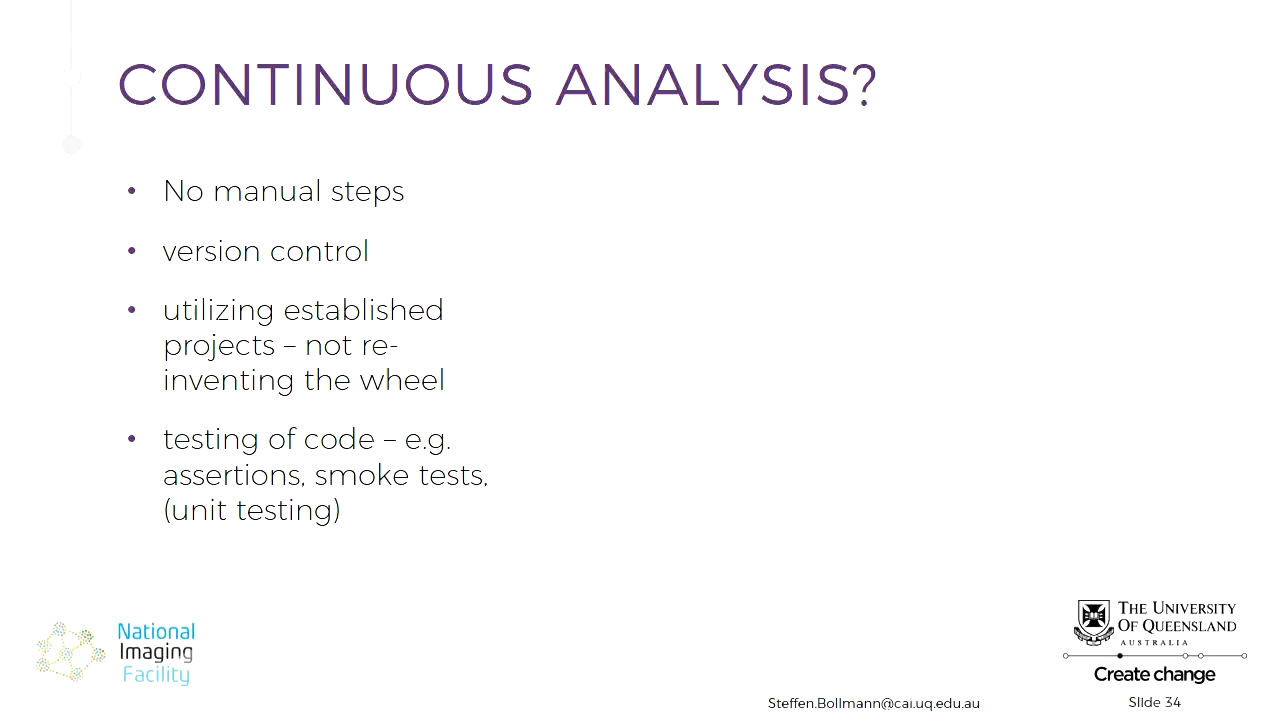 CONTINUOUS ANALYSIS?
• No manual steps
• version control
• utilizing established
projects – not re-
inventing the wheel
• testing of code – e.g.
assertions, smoke tests,
(unit testing)
National
Imaging
Facility
THE UNIVERSITY
OF QUEENSLAND
AUSTRALIA
Create change
Steffen.Bollmann@cai.uq.edu.au
Slide 34